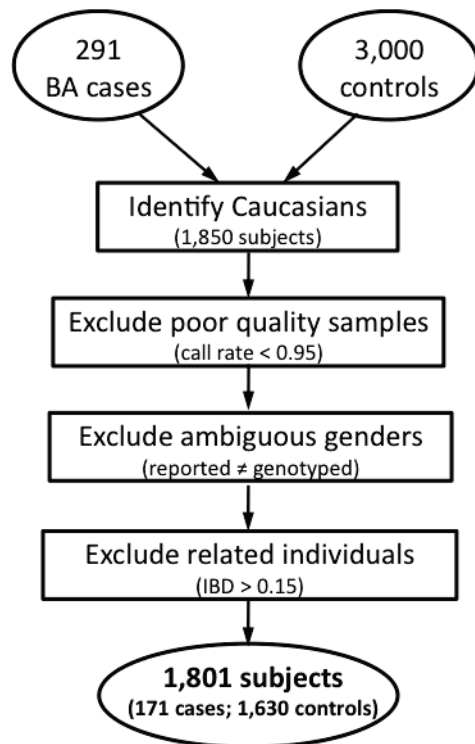 291
BA cases
3,000
controls
Identify Caucasians
(1,850 subjects)
Exclude poor quality samples
(call rate < 0.95)
Exclude ambiguous genders
(reported ≠ genotyped)
Exclude related individuals
(IBD > 0.15)
1,801 subjects
(171 cases; 1,630 controls)